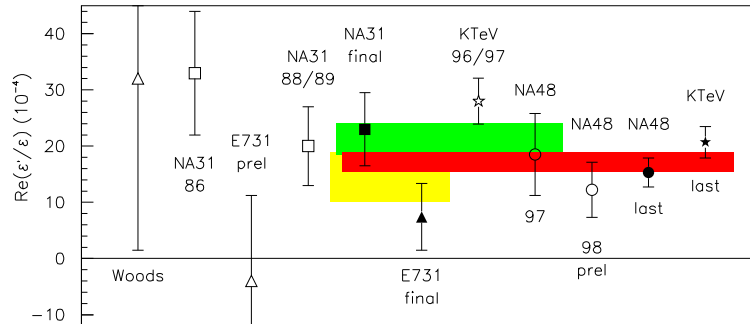 Re(ε'/ε) (10⁻⁴)
40
30
20
10
0
−10
Woods
NA31
86
E731
prel
NA31
88/89
NA31
final
E731
final
KTeV
96/97
NA48
97
NA48
98
prel
NA48
last
KTeV
last